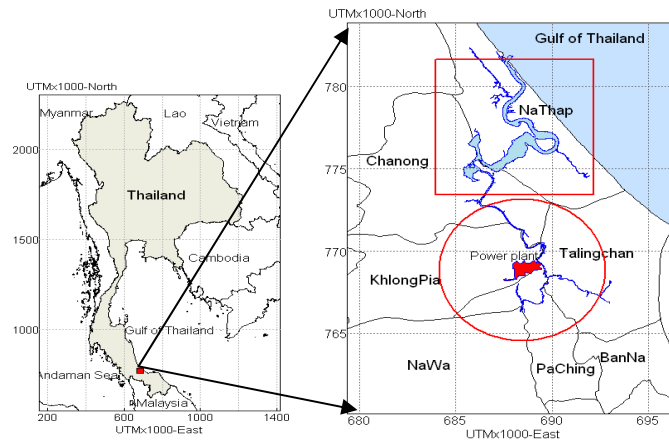 UTMx1000-North
Myanmar
Lao
Vietnam
2000
Thailand
1500
Cambodia
1000
Gulf of Thailand
ndaman Sea
Malaysia
200
600
1000
1400
UTMx1000-East
UTMx1000-North
Gulf of Thailand
780
NaThap
Chanong
775
770
Power plant
Talingchan
KhlongPia
765
NaWa
BanNa
PaChing
680
685
690
695
UTMx1000-East